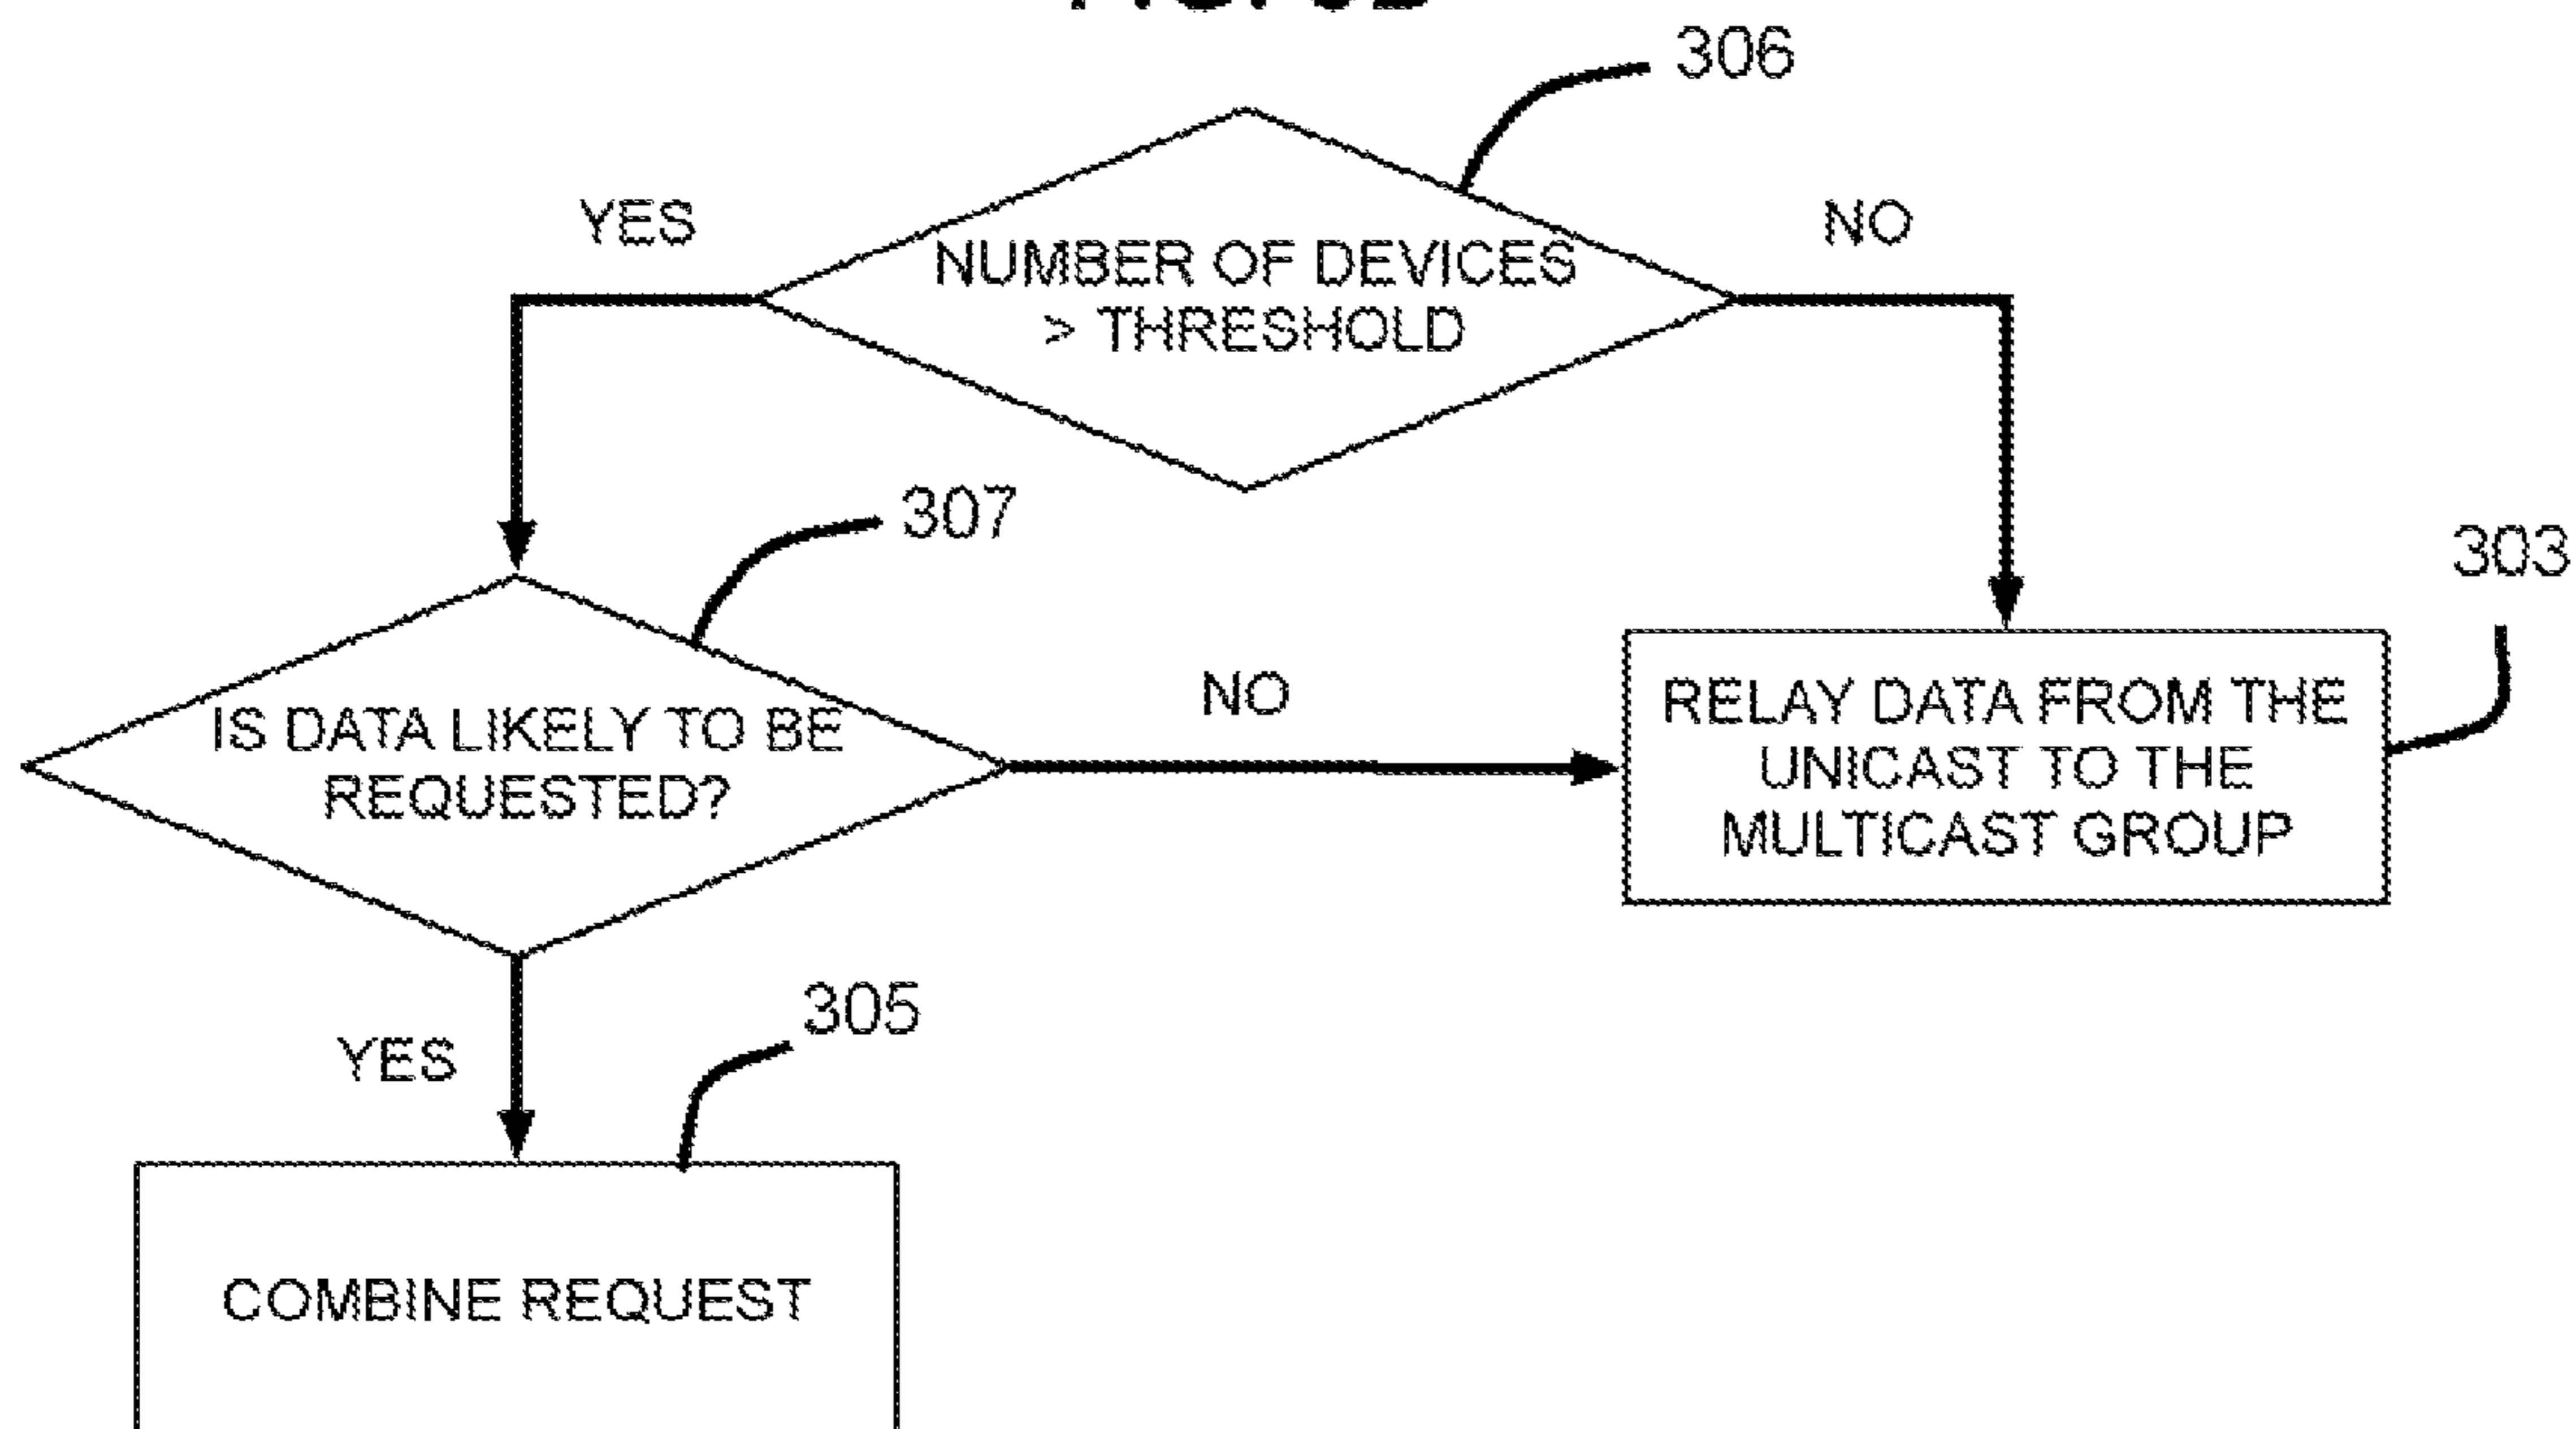 306
YES
NO
NUMBER OF DEVICES
> THRESHOLD
307
303
IS DATA LIKELY TO BE
REQUESTED?
NO
RELAY DATA FROM THE
UNICAST TO THE
MULTICAST GROUP
305
YES
COMBINE REQUEST